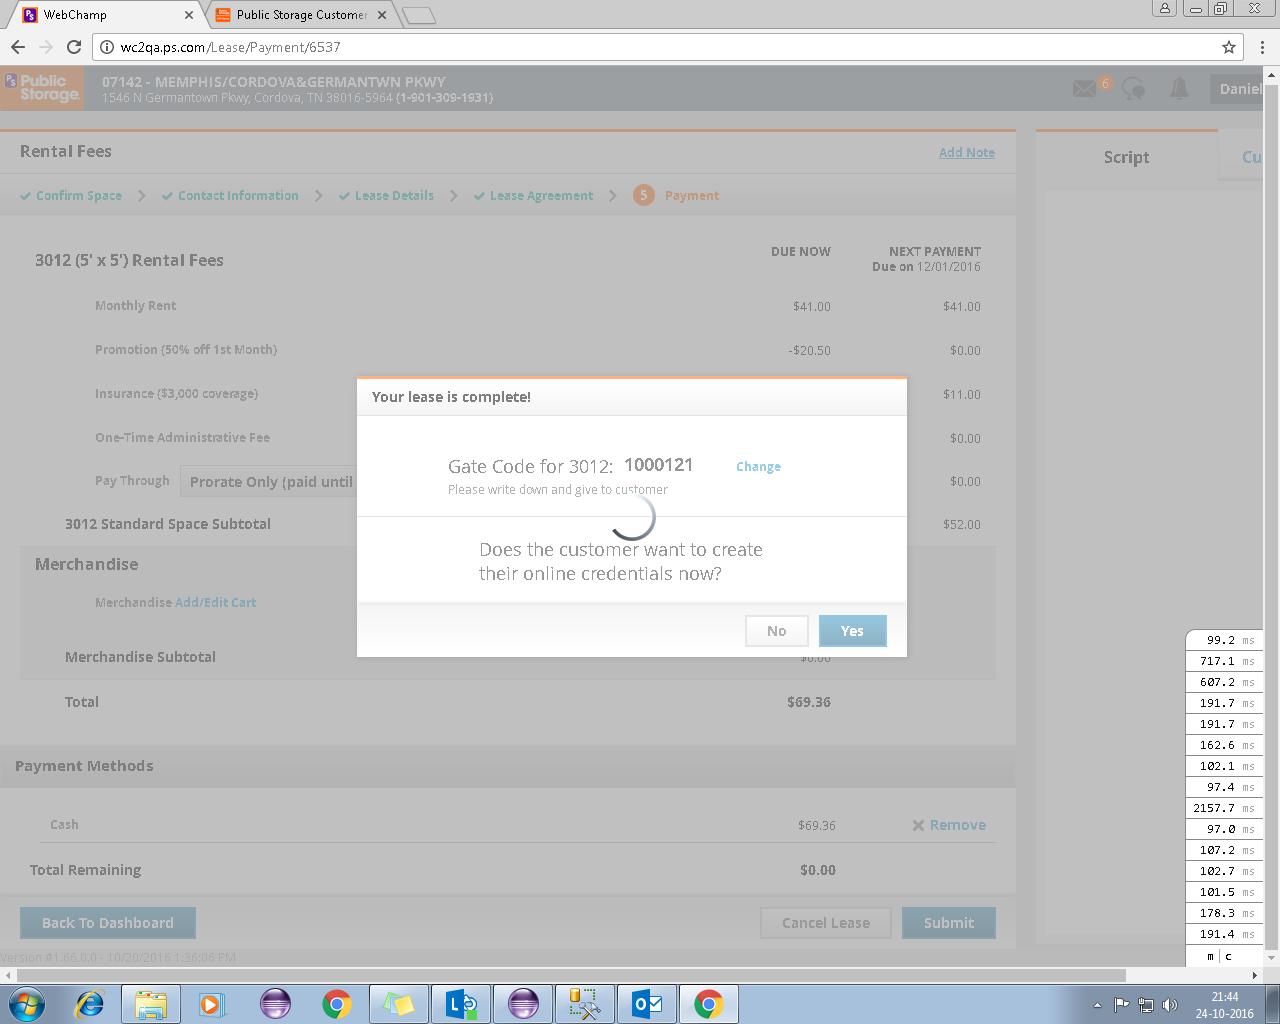 WebChamp
Public Storage Customer
wc2qa.ps.com/Lease/Payment/6537
Ps Public Storage
07142 - MEMPHIS/CORDOVA&GERMANTWN PKWY
1546 N Germantown Pkwy, Cordova, TN 38016-5964 (1-901-309-1931)
6
Daniel
Rental Fees
Add Note
Script
Cu
Confirm Space
Contact Information
Lease Details
Lease Agreement
5 Payment
3012 (5' x 5') Rental Fees
DUE NOW
NEXT PAYMENT
Due on 12/01/2016
Monthly Rent $41.00 $41.00
Promotion (50% off 1st Month) -$20.50 $0.00
Insurance ($3,000 coverage) $11.00
One-Time Administrative Fee $0.00
Pay Through Prorate Only (paid until $0.00
3012 Standard Space Subtotal $52.00
Merchandise
Merchandise Add/Edit Cart
Merchandise Subtotal $0.00
Total $69.36
Your lease is complete!
Gate Code for 3012: 1000121 Change
Please write down and give to customer
Does the customer want to create
their online credentials now?
No
Yes
Payment Methods
Cash $69.36 Remove
Total Remaining $0.00
Back To Dashboard
Cancel Lease
Submit
Version #1.66.0.0 - 10/20/2016 1:36:06 PM
99.2 ms
717.1 ms
607.2 ms
191.7 ms
191.7 ms
162.6 ms
102.1 ms
97.4 ms
2157.7 ms
97.0 ms
107.2 ms
102.7 ms
101.5 ms
178.3 ms
191.4 ms
m | c
21:44
24-10-2016